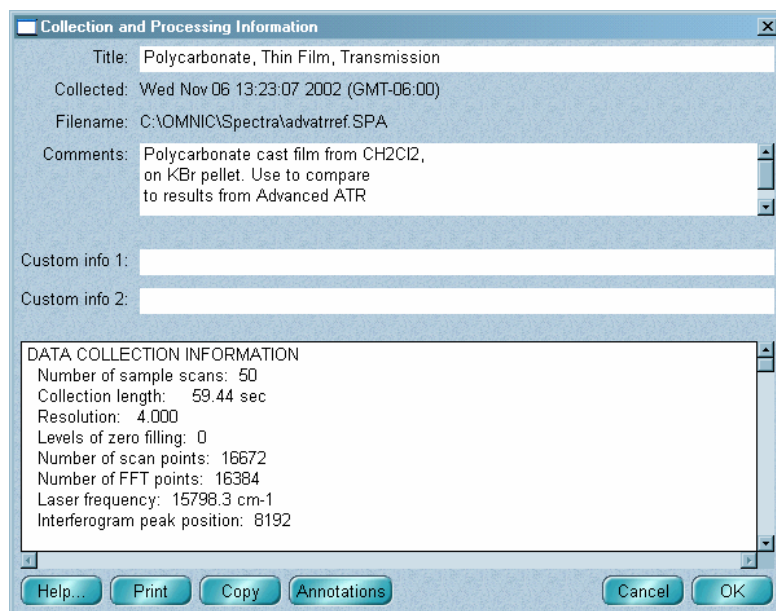 Collection and Processing Information
Title: Polycarbonate, Thin Film, Transmission
Collected: Wed Nov 06 13:23:07 2002 (GMT-06:00)
Filename: C:\OMNIC\Spectra\advatrref.SPA
Comments: Polycarbonate cast film from CH2Cl2,
on KBr pellet. Use to compare
to results from Advanced ATR
Custom info 1:
Custom info 2:
DATA COLLECTION INFORMATION
Number of sample scans: 50
Collection length: 59.44 sec
Resolution: 4.000
Levels of zero filling: 0
Number of scan points: 16672
Number of FFT points: 16384
Laser frequency: 15798.3 cm-1
Interferogram peak position: 8192
Help... Print Copy Annotations Cancel OK